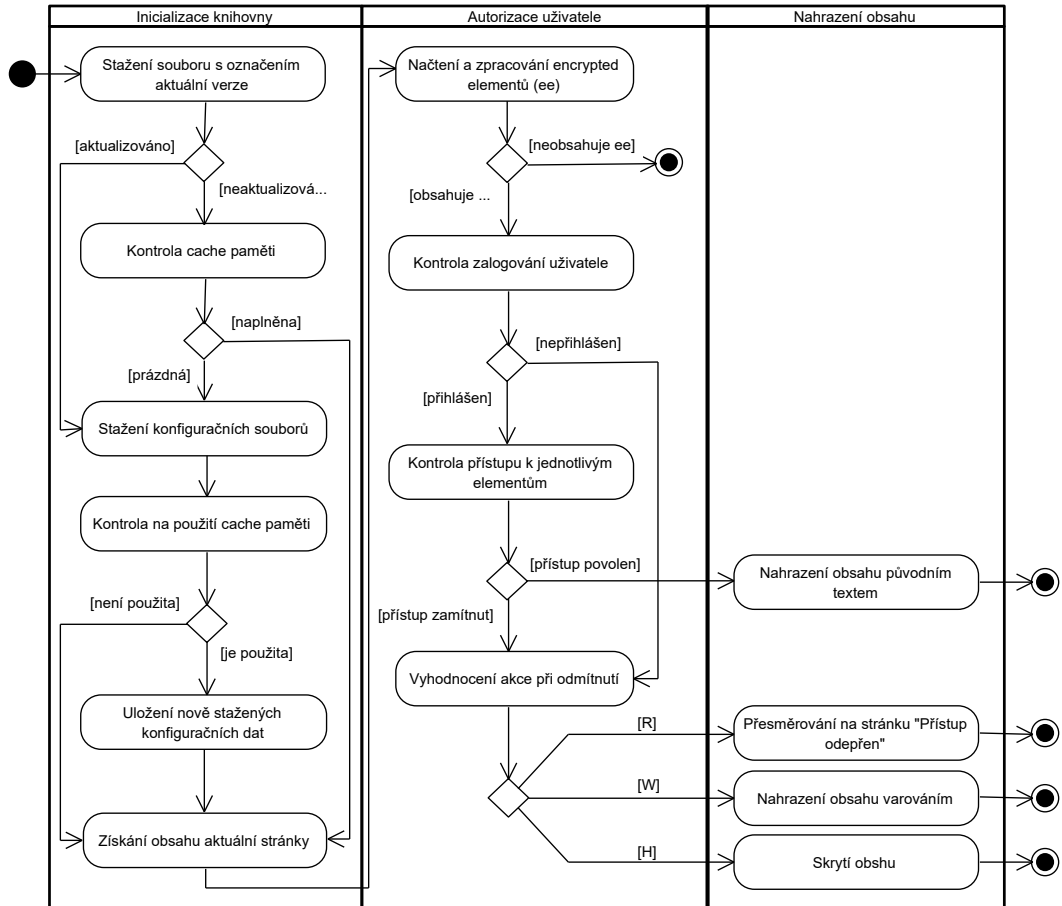 Inicializace knihovny
Autorizace uživatele
Nahrazení obsahu
Stažení souboru s označením
aktuální verze
[aktualizováno]
[neaktualizová...
Kontrola cache paměti
[naplněna]
[prázdná]
Stažení konfiguračních souborů
Kontrola na použití cache paměti
[není použita]
[je použita]
Uložení nově stažených
konfiguračních dat
Získání obsahu aktuální stránky
Načtení a zpracování encrypted
elementů (ee)
[neobsahuje ee]
[obsahuje ...
Kontrola zalogování uživatele
[nepřihlášen]
[přihlášen]
Kontrola přístupu k jednotlivým
elementům
[přístup povolen]
[přístup zamítnut]
Vyhodnocení akce při odmítnutí
[R]
[W]
[H]
Nahrazení obsahu původním
textem
Přesměrování na stránku "Přístup
odepřen"
Nahrazení obsahu varováním
Skrytí obshu